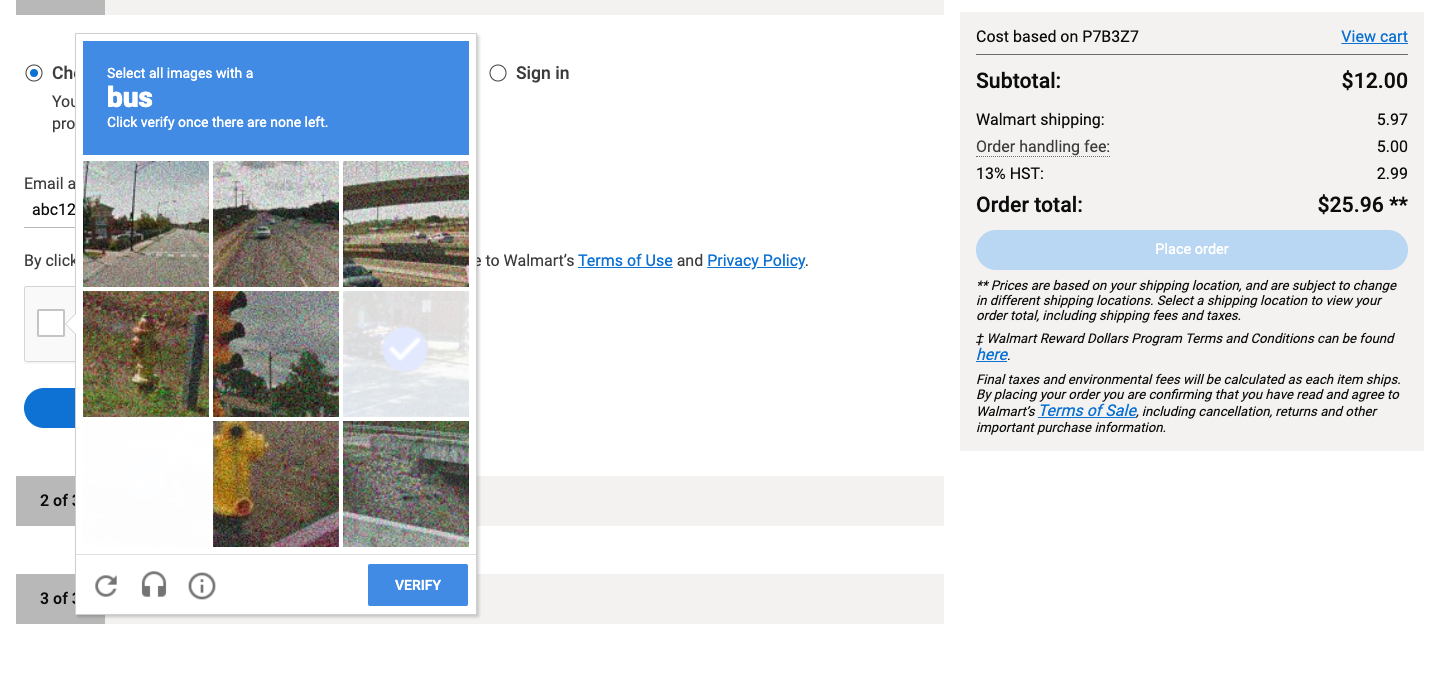 Che
You
pro
Sign in
Email a
abc12
By click
e to Walmart’s Terms of Use and Privacy Policy.
2 of 3
3 of 3
Select all images with a
bus
Click verify once there are none left.
VERIFY
Cost based on P7B3Z7 View cart
Subtotal: $12.00
Walmart shipping: 5.97
Order handling fee: 5.00
13% HST: 2.99
Order total: $25.96 **
Place order
** Prices are based on your shipping location, and are subject to change
in different shipping locations. Select a shipping location to view your
order total, including shipping fees and taxes.
‡ Walmart Reward Dollars Program Terms and Conditions can be found
here.
Final taxes and environmental fees will be calculated as each item ships.
By placing your order you are confirming that you have read and agree to
Walmart’s Terms of Sale, including cancellation, returns and other
important purchase information.